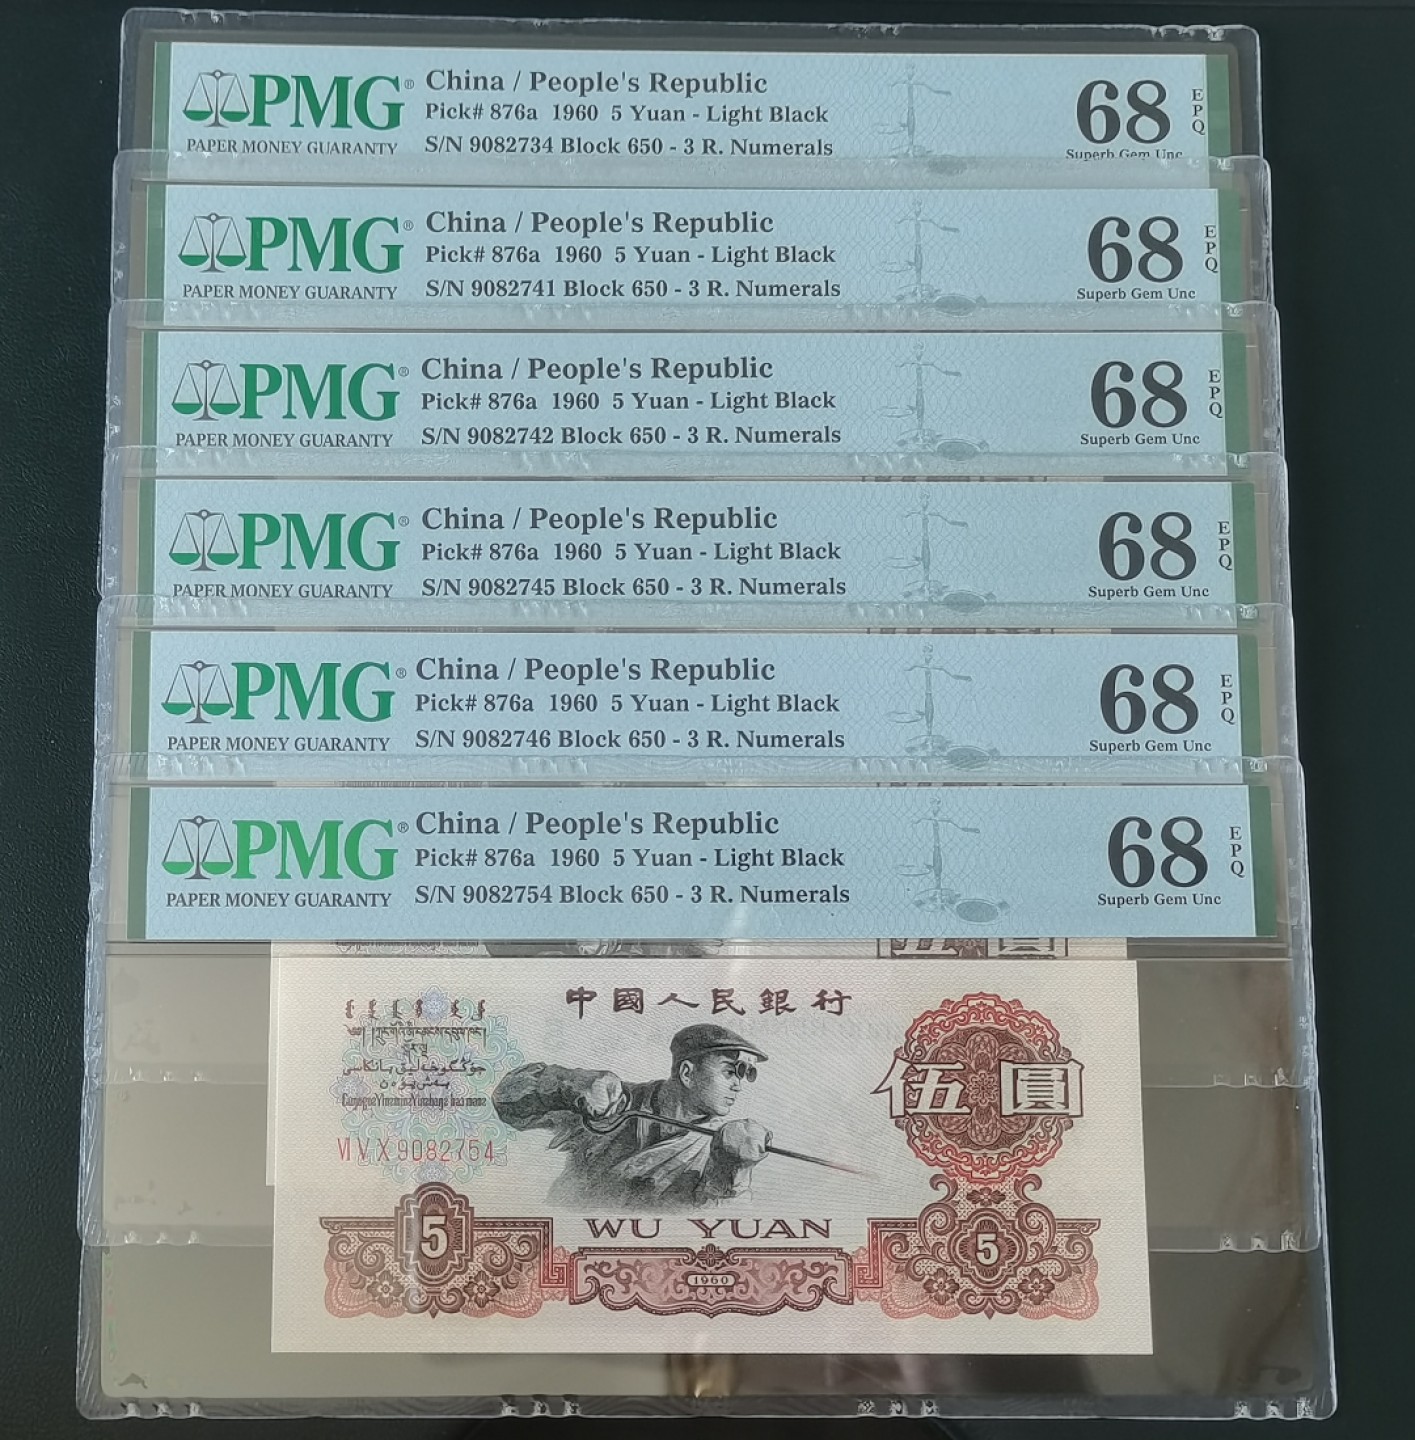 PMG®
PAPER MONEY GUARANTY
China / People's Republic
Pick# 876a 1960 5 Yuan - Light Black
S/N 9082734 Block 650 - 3 R. Numerals
68
EPQ
Superb Gem Unc
PMG®
PAPER MONEY GUARANTY
China / People's Republic
Pick# 876a 1960 5 Yuan - Light Black
S/N 9082741 Block 650 - 3 R. Numerals
68
EPQ
Superb Gem Unc
PMG®
PAPER MONEY GUARANTY
China / People's Republic
Pick# 876a 1960 5 Yuan - Light Black
S/N 9082742 Block 650 - 3 R. Numerals
68
EPQ
Superb Gem Unc
PMG®
PAPER MONEY GUARANTY
China / People's Republic
Pick# 876a 1960 5 Yuan - Light Black
S/N 9082745 Block 650 - 3 R. Numerals
68
EPQ
Superb Gem Unc
PMG®
PAPER MONEY GUARANTY
China / People's Republic
Pick# 876a 1960 5 Yuan - Light Black
S/N 9082746 Block 650 - 3 R. Numerals
68
EPQ
Superb Gem Unc
PMG®
PAPER MONEY GUARANTY
China / People's Republic
Pick# 876a 1960 5 Yuan - Light Black
S/N 9082754 Block 650 - 3 R. Numerals
68
EPQ
Superb Gem Unc
中國人民銀行
伍圓
VI V X 9082754
WU YUAN
5
5
1960